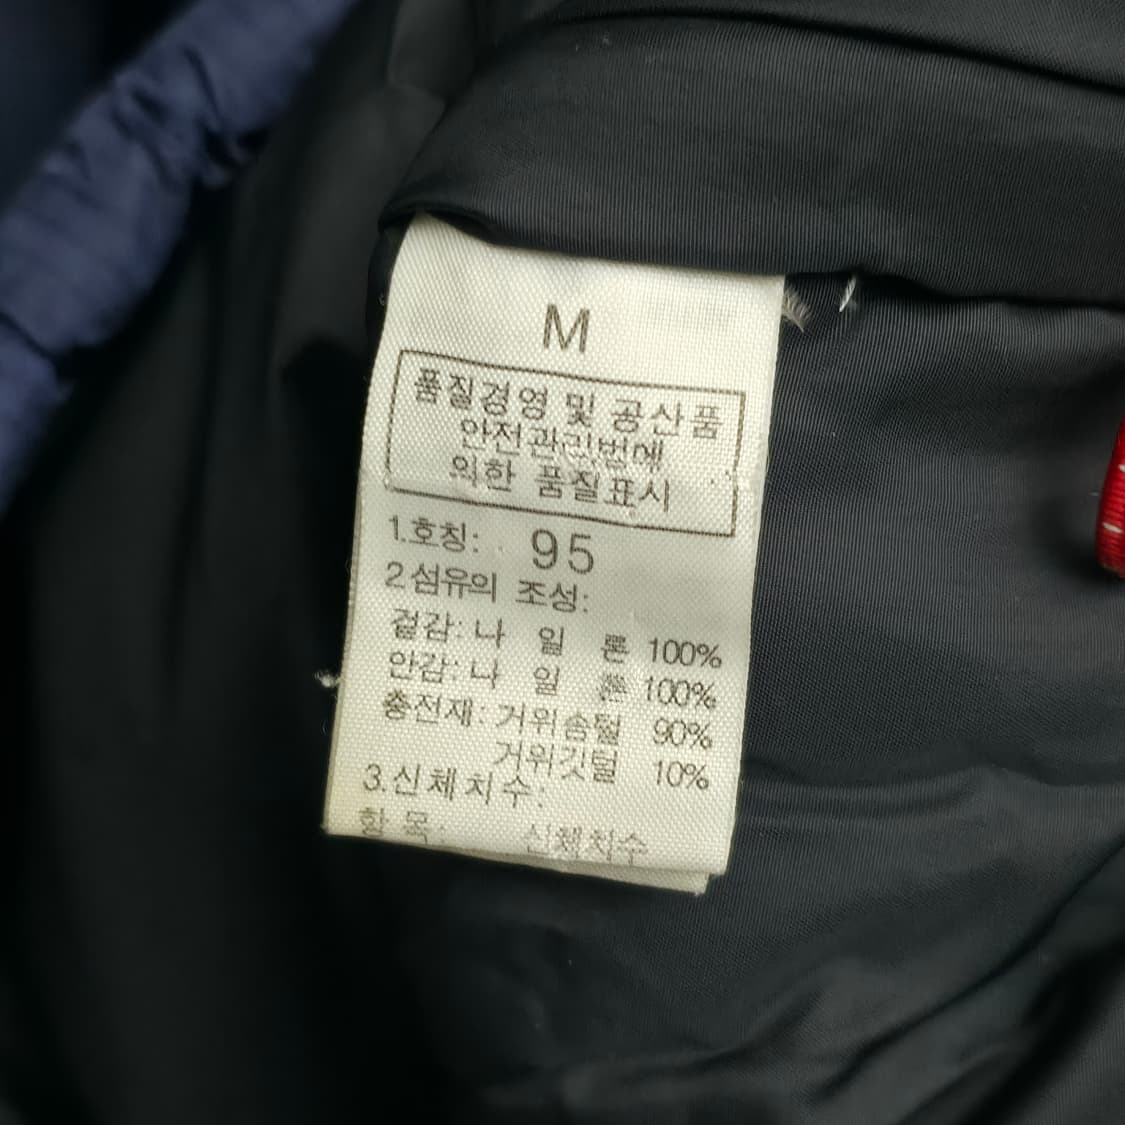 M
품질경영 및 공산품
안전관리법에
의한 품질표시
1.호칭: 95
2섬유의 조성:
겉감: 나 일 론 100%
안감: 나 일 론 100%
충전재: 거위솜털 90%
거위깃털 10%
3.신체치수:
항 목: 신체치수